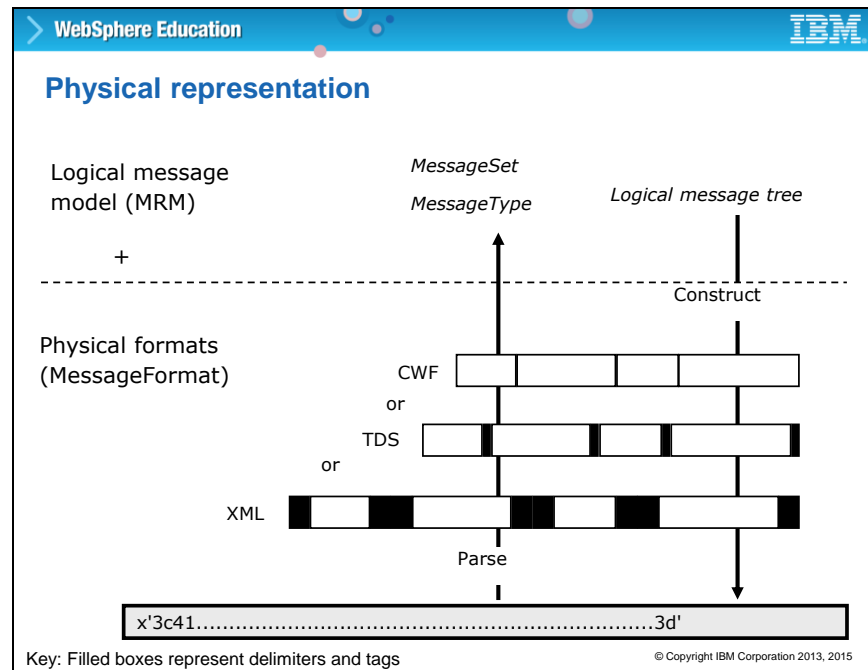 WebSphere Education
IBM
Physical representation
Logical message
model (MRM)
+
MessageSet
MessageType
Logical message tree
Construct
Physical formats
(MessageFormat)
CWF
or
TDS
or
XML
Parse
x'3c41.......................................................................3d'
Key: Filled boxes represent delimiters and tags
© Copyright IBM Corporation 2013, 2015